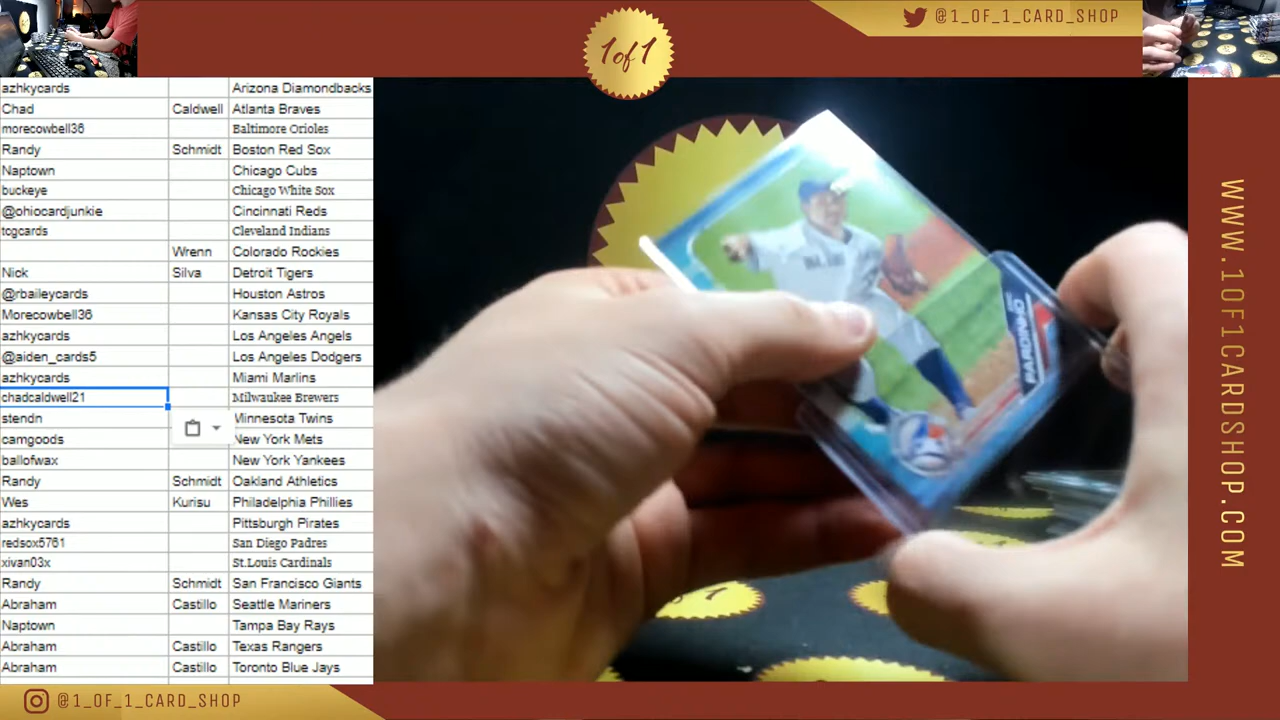 @1_OF_1_CARD_SHOP
1of1
azhkycards Arizona Diamondbacks
Chad Caldwell Atlanta Braves
morecowbell36 Baltimore Orioles
Randy Schmidt Boston Red Sox
Naptown Chicago Cubs
buckeye Chicago White Sox
@ohiocardjunkie Cincinnati Reds
tcgcards Cleveland Indians
Wrenn Colorado Rockies
Nick Silva Detroit Tigers
@rbaileycards Houston Astros
Morecowbell36 Kansas City Royals
azhkycards Los Angeles Angels
@aiden_cards5 Los Angeles Dodgers
azhkycards Miami Marlins
chadcaldwell21 Milwaukee Brewers
stendn Minnesota Twins
camgoods New York Mets
ballofwax New York Yankees
Randy Schmidt Oakland Athletics
Wes Kurisu Philadelphia Phillies
azhkycards Pittsburgh Pirates
redsox5761 San Diego Padres
xivan03x St.Louis Cardinals
Randy Schmidt San Francisco Giants
Abraham Castillo Seattle Mariners
Naptown Tampa Bay Rays
Abraham Castillo Texas Rangers
Abraham Castillo Toronto Blue Jays
PARDINHO
WWW.1OF1CARDSHOP.COM
@1_OF_1_CARD_SHOP